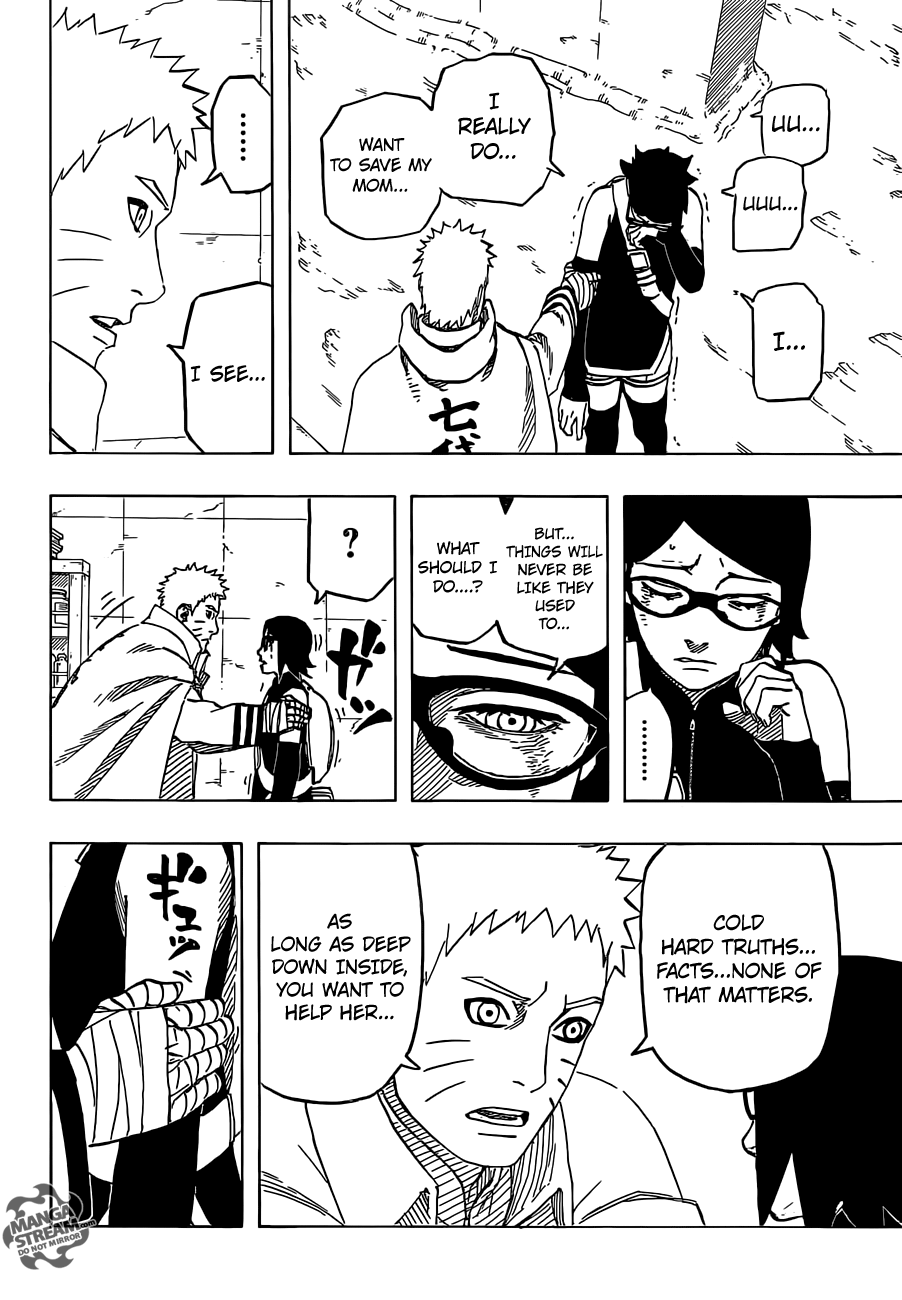 UU...
UUU...
I...
I
REALLY
DO...
WANT
TO SAVE MY
MOM...
七代
......
I SEE...
.......
BUT...
THINGS WILL
NEVER BE
LIKE THEY
USED
TO...
WHAT
SHOULD I
DO....?
?
ガッ
COLD
HARD TRUTHS...
FACTS...NONE OF
THAT MATTERS.
AS
LONG AS DEEP
DOWN INSIDE,
YOU WANT TO
HELP HER...
ギュッ
MANGA
STREAM.com
DO NOT MIRROR